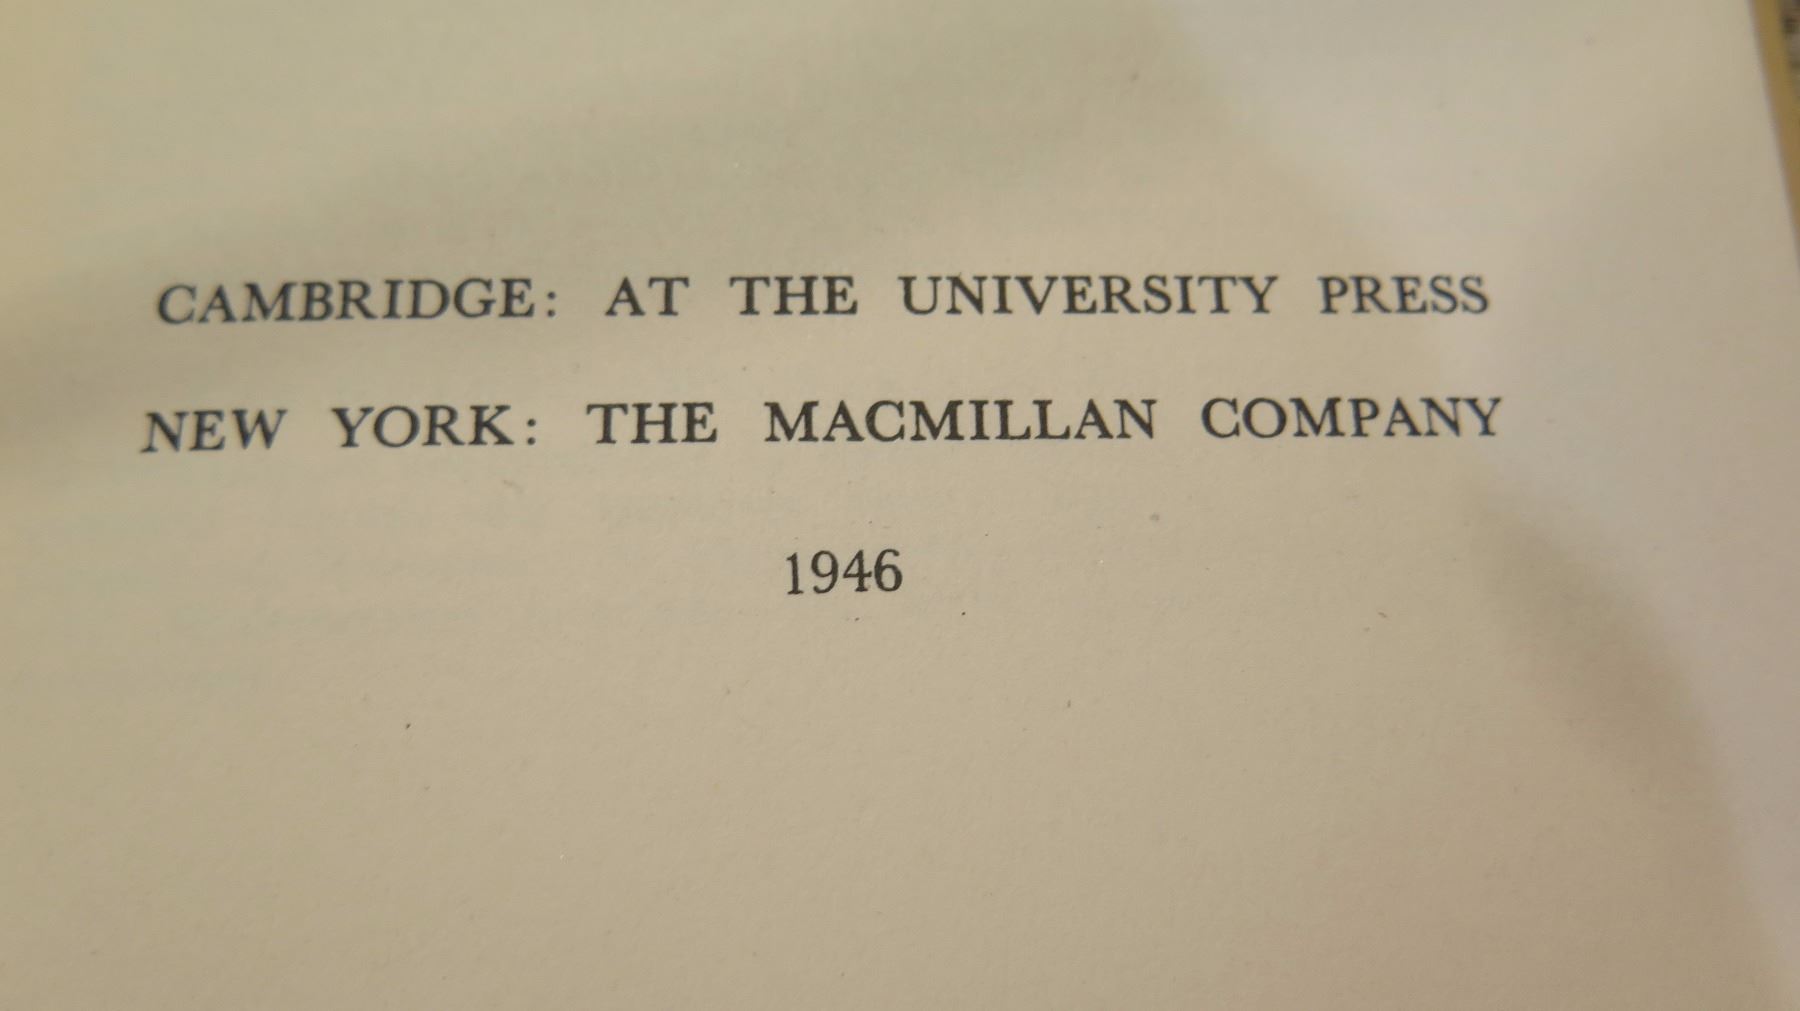 CAMBRIDGE: AT THE UNIVERSITY PRESS
NEW YORK: THE MACMILLAN COMPANY
1946